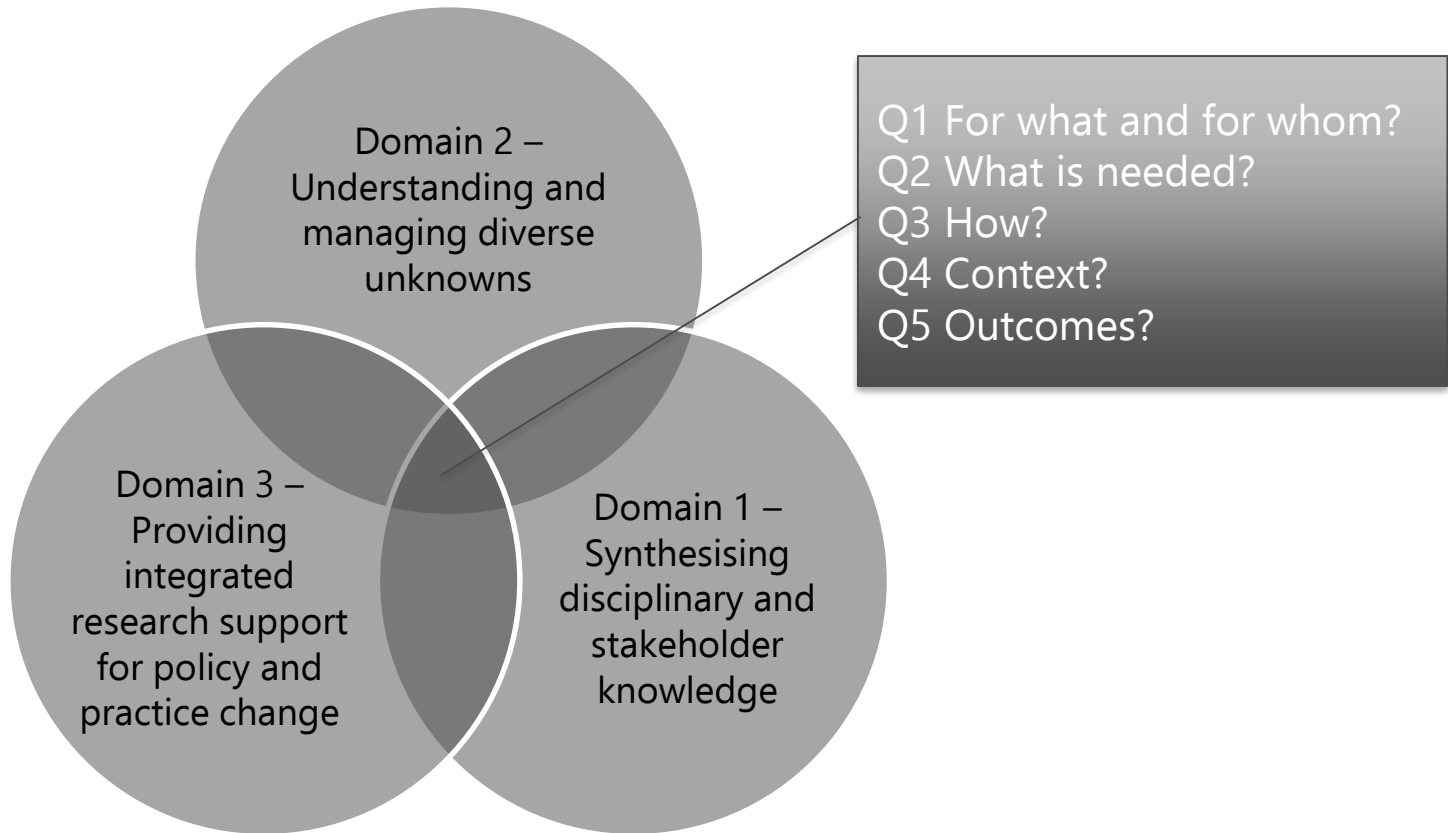 Domain 2 –
Understanding and
managing diverse
unknowns
Q1 For what and for whom?
Q2 What is needed?
Q3 How?
Q4 Context?
Q5 Outcomes?
Domain 3 –
Providing
integrated
research support
for policy and
practice change
Domain 1 –
Synthesising
disciplinary and
stakeholder
knowledge